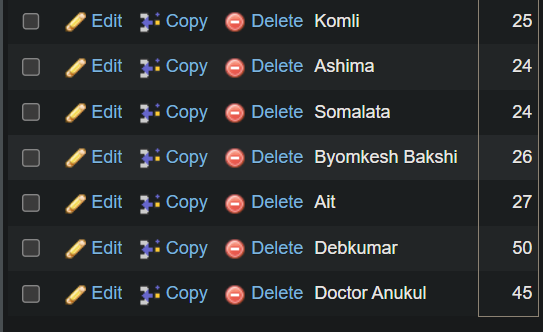 Edit Copy Delete Komli 25
Edit Copy Delete Ashima 24
Edit Copy Delete Somalata 24
Edit Copy Delete Byomkesh Bakshi 26
Edit Copy Delete Ait 27
Edit Copy Delete Debkumar 50
Edit Copy Delete Doctor Anukul 45